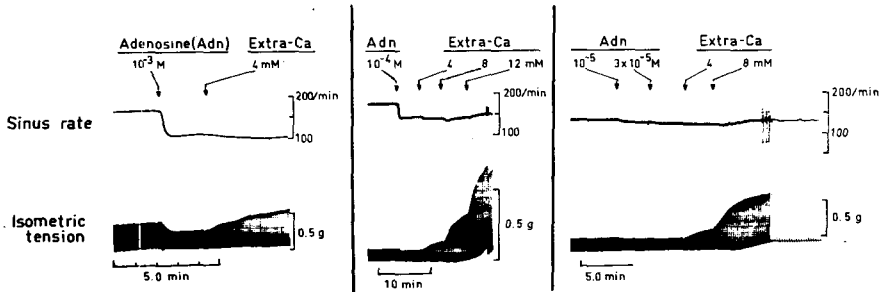 Adenosine(Adn) Extra-Ca
10⁻³ M 4 mM
200/min
100
Sinus rate
Isometric tension
0.5 g
5.0 min
Adn Extra-Ca
10⁻⁴ M 4 8 12 mM
200/min
100
0.5 g
10 min
Adn Extra-Ca
10⁻⁵ 3x10⁻⁵M 4 8 mM
200/min
100
0.5 g
5.0 min